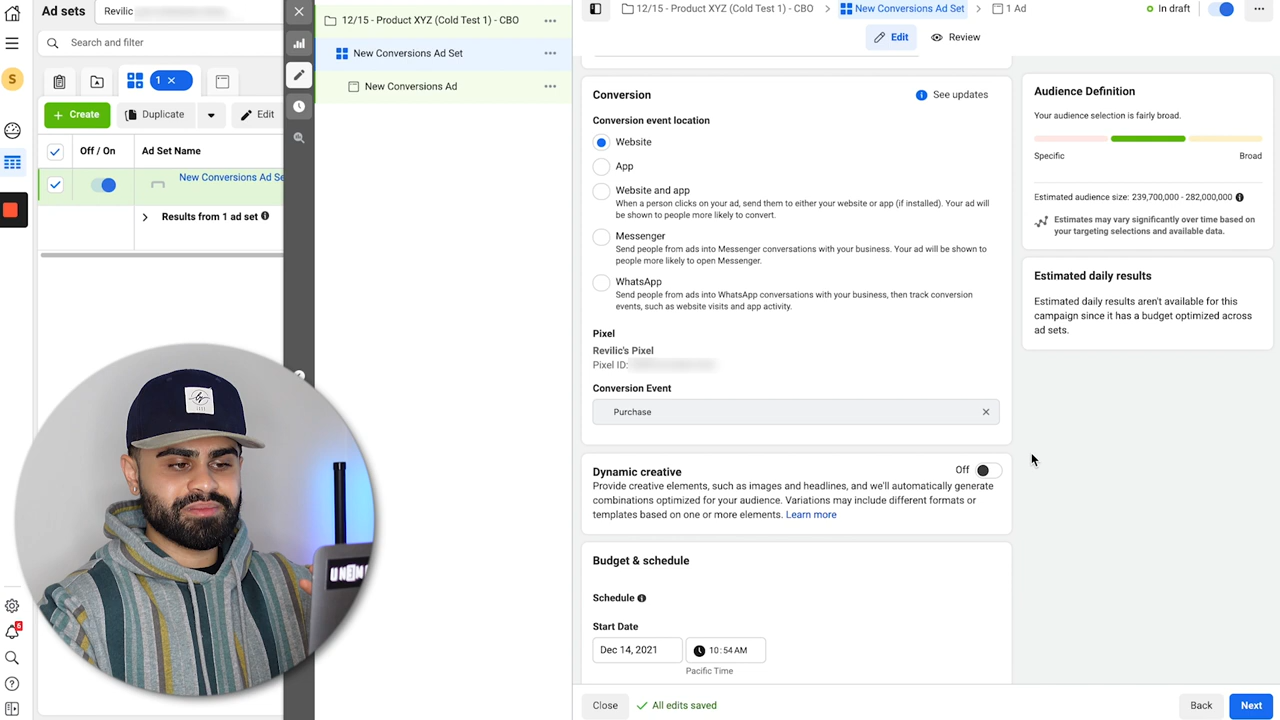 Ad sets
Revilic
Search and filter
S
1
Create
Duplicate
Edit
Off / On
Ad Set Name
New Conversions Ad Se
Results from 1 ad set
6
12/15 - Product XYZ (Cold Test 1) - CBO
New Conversions Ad Set
New Conversions Ad
12/15 - Product XYZ (Cold Test 1) - CBO
New Conversions Ad Set
1 Ad
In draft
Edit
Review
Conversion
See updates
Conversion event location
Website
App
Website and app
When a person clicks on your ad, send them to either your website or app (if installed). Your ad will
be shown to people more likely to convert.
Messenger
Send people from ads into Messenger conversations with your business. Your ad will be shown to
people more likely to open Messenger.
WhatsApp
Send people from ads into WhatsApp conversations with your business, then track conversion
events, such as website visits and app activity.
Pixel
Revilic's Pixel
Pixel ID:
Conversion Event
Purchase
Dynamic creative
Off
Provide creative elements, such as images and headlines, and we'll automatically generate
combinations optimized for your audience. Variations may include different formats or
templates based on one or more elements. Learn more
Budget & schedule
Schedule
Start Date
Dec 14, 2021
10:54 AM
Pacific Time
Close
All edits saved
Back
Next
Audience Definition
Your audience selection is fairly broad.
Specific
Broad
Estimated audience size: 239,700,000 - 282,000,000
Estimates may vary significantly over time based on
your targeting selections and available data.
Estimated daily results
Estimated daily results aren't available for this
campaign since it has a budget optimized across
ad sets.